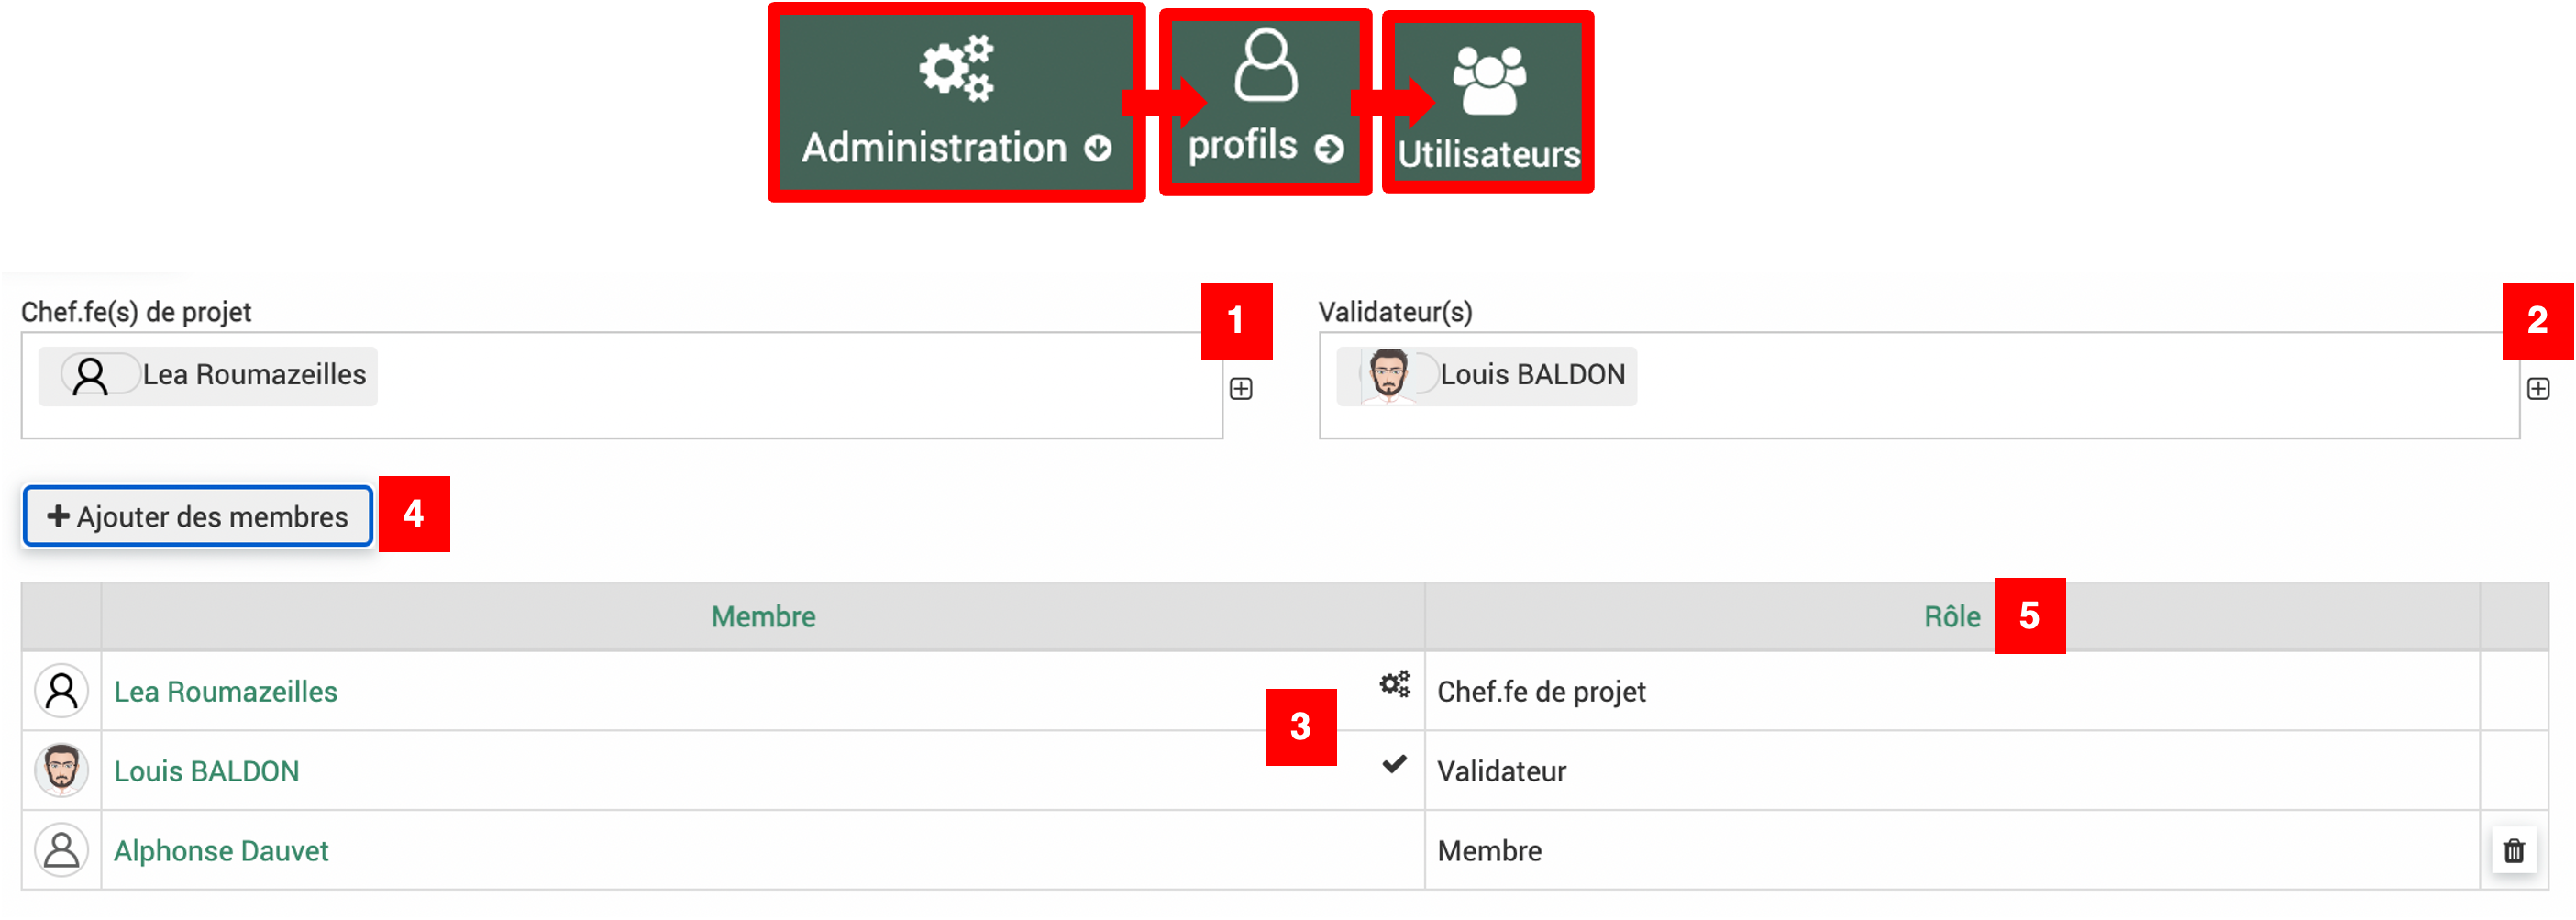 Administration
profils
Utilisateurs
Chef.fe(s) de projet
1
Validateur(s)
2
Lea Roumazeilles
Louis BALDON
Ajouter des membres
4
Membre
Rôle
5
Lea Roumazeilles
Chef.fe de projet
3
Louis BALDON
Validateur
Alphonse Dauvet
Membre